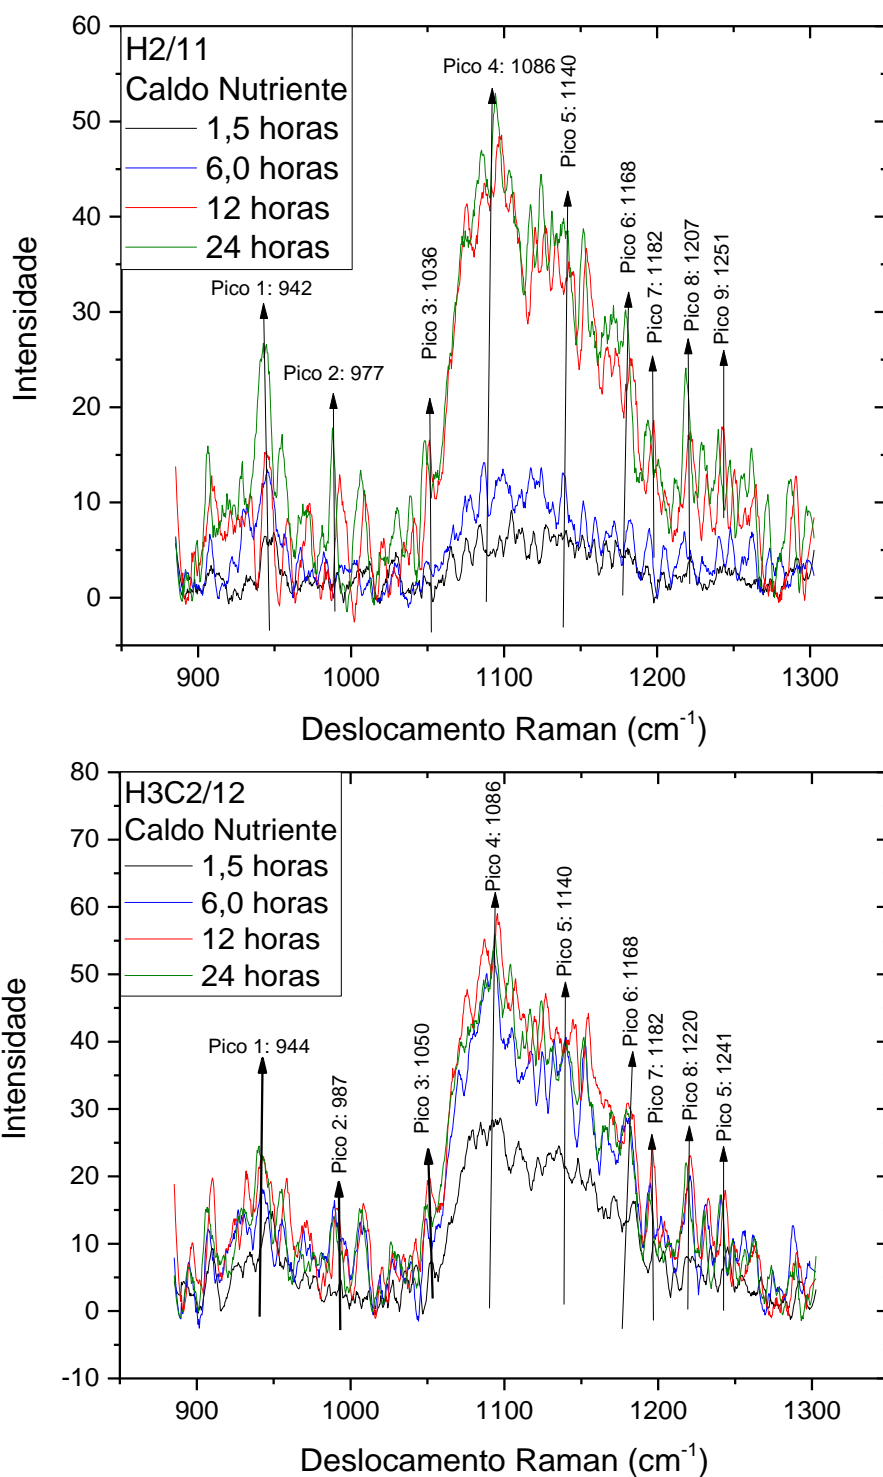 60
50
40
30
20
10
0
Intensidade
H2/11
Caldo Nutriente
1,5 horas
6,0 horas
12 horas
24 horas
Pico 1: 942
Pico 2: 977
Pico 3: 1036
Pico 4: 1086
Pico 5: 1140
Pico 6: 1168
Pico 7: 1182
Pico 8: 1207
Pico 9: 1251
900 1000 1100 1200 1300
Deslocamento Raman (cm⁻¹)
80
70
60
50
40
30
20
10
0
-10
Intensidade
H3C2/12
Caldo Nutriente
1,5 horas
6,0 horas
12 horas
24 horas
Pico 1: 944
Pico 2: 987
Pico 3: 1050
Pico 4: 1086
Pico 5: 1140
Pico 6: 1168
Pico 7: 1182
Pico 8: 1220
Pico 5: 1241
900 1000 1100 1200 1300
Deslocamento Raman (cm⁻¹)